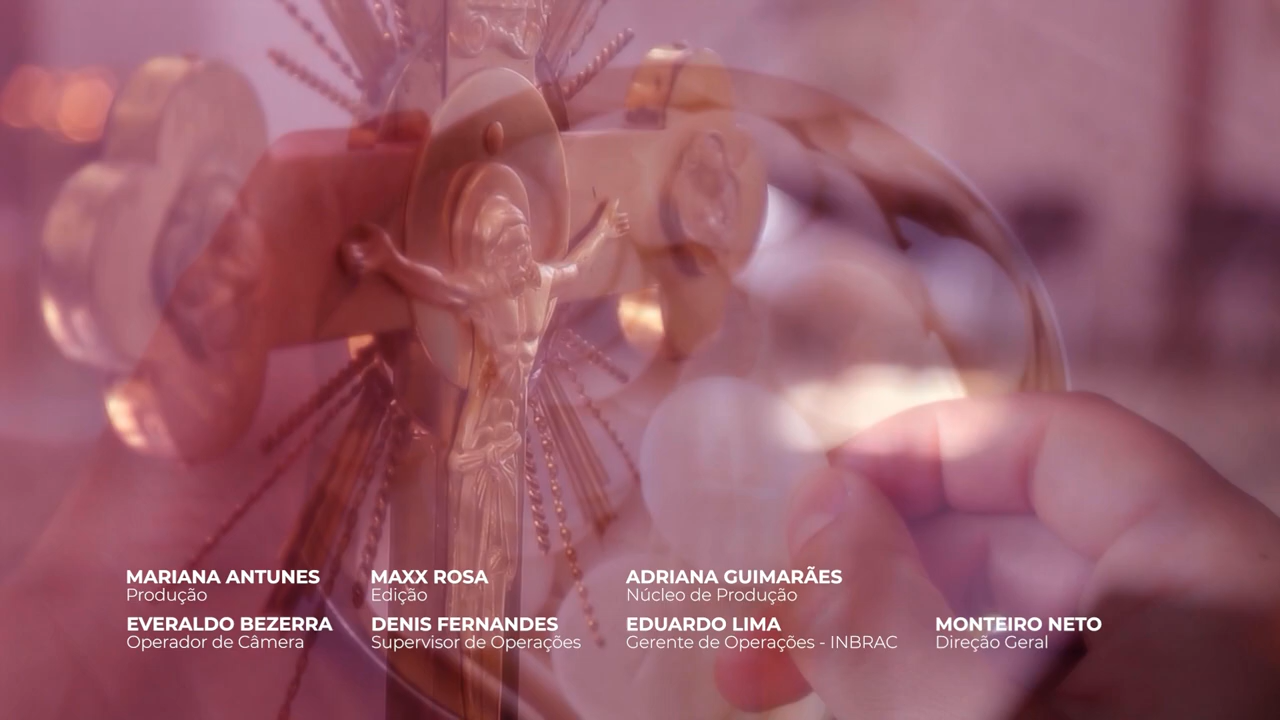 MARIANA ANTUNES
Produção
MAXX ROSA
Edição
ADRIANA GUIMARÃES
Núcleo de Produção
EVERALDO BEZERRA
Operador de Câmera
DENIS FERNANDES
Supervisor de Operações
EDUARDO LIMA
Gerente de Operações - INBRAC
MONTEIRO NETO
Direção Geral